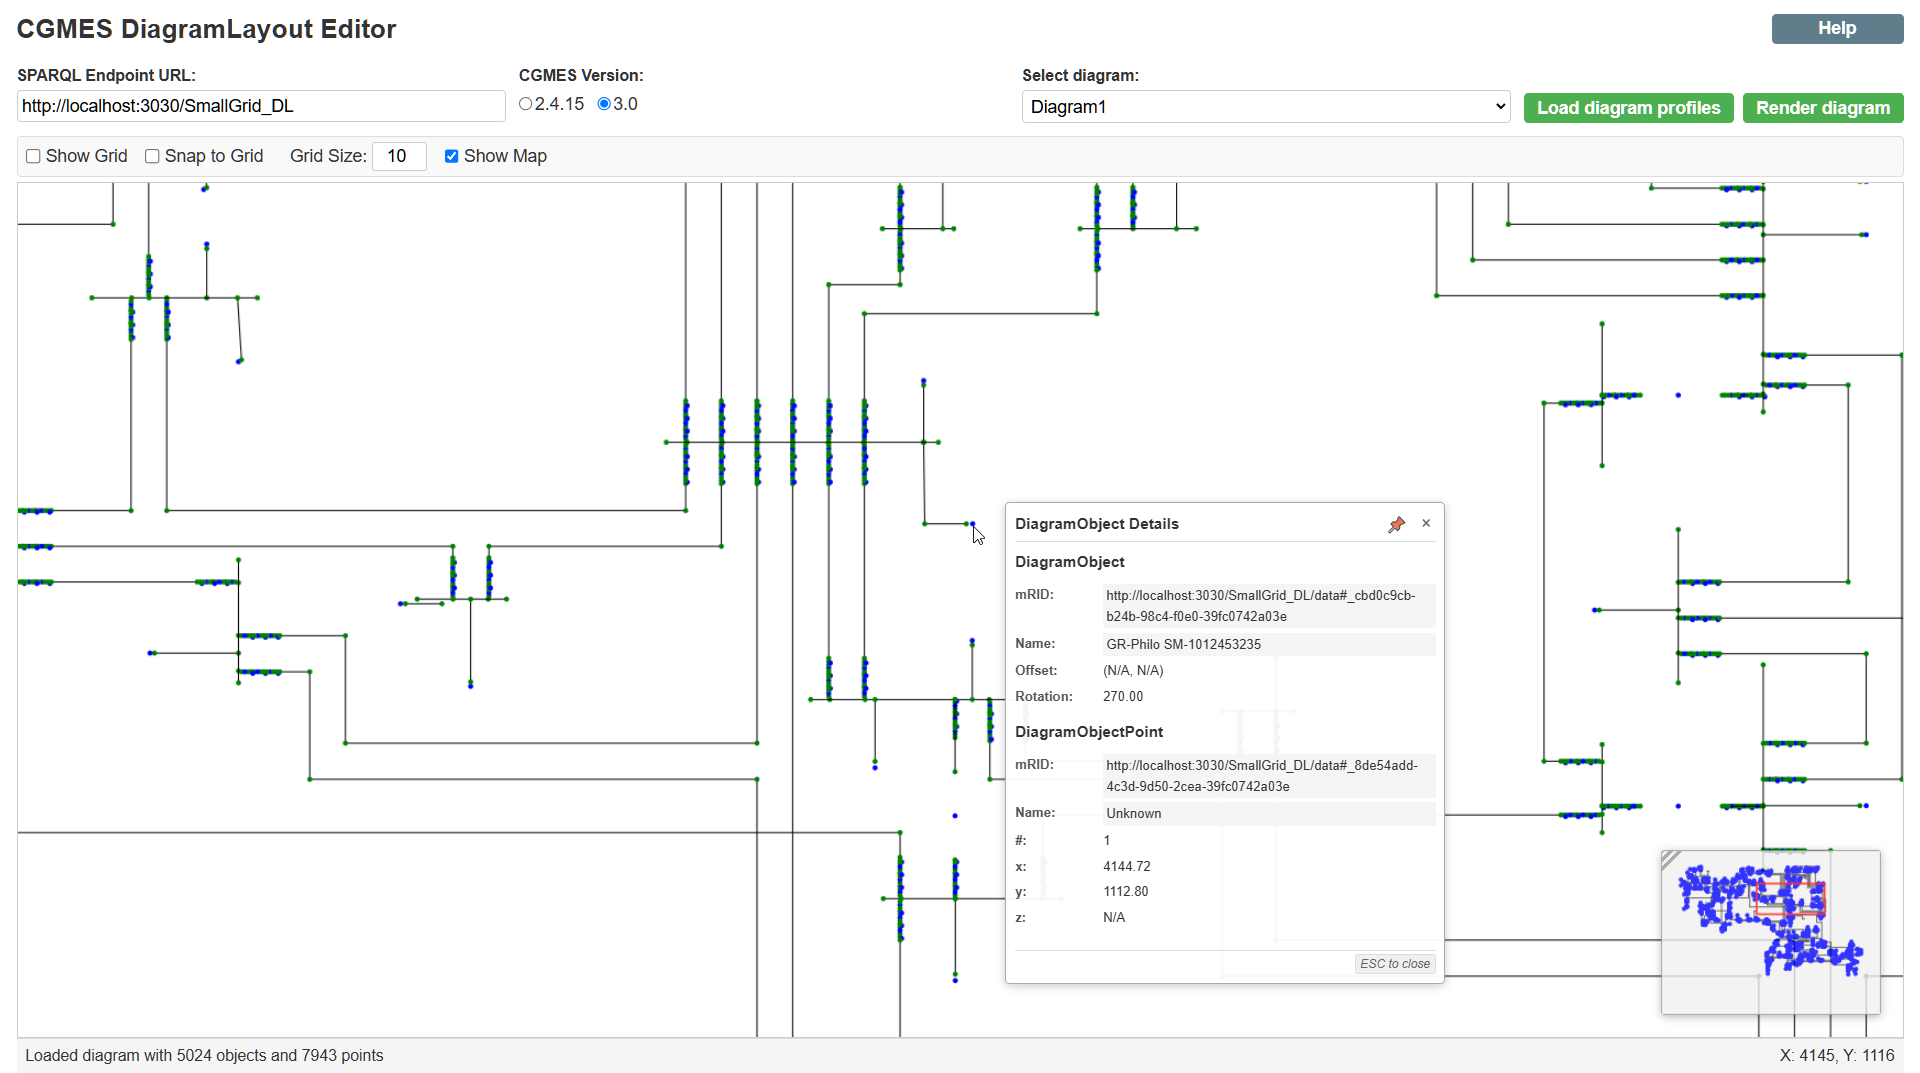 CGMES DiagramLayout Editor
Help
SPARQL Endpoint URL:
CGMES Version:
Select diagram:
http://localhost:3030/SmallGrid_DL
2.4.15
3.0
Diagram1
Load diagram profiles
Render diagram
Show Grid
Snap to Grid
Grid Size:
10
Show Map
DiagramObject Details
×
DiagramObject
mRID:
http://localhost:3030/SmallGrid_DL/data#_cbd0c9cb-
b24b-98c4-f0e0-39fc0742a03e
Name:
GR-Philo SM-1012453235
Offset:
(N/A, N/A)
Rotation:
270.00
DiagramObjectPoint
mRID:
http://localhost:3030/SmallGrid_DL/data#_8de54add-
4c3d-9d50-2cea-39fc0742a03e
Name:
Unknown
#:
1
x:
4144.72
y:
1112.80
z:
N/A
ESC to close
Loaded diagram with 5024 objects and 7943 points
X: 4145, Y: 1116